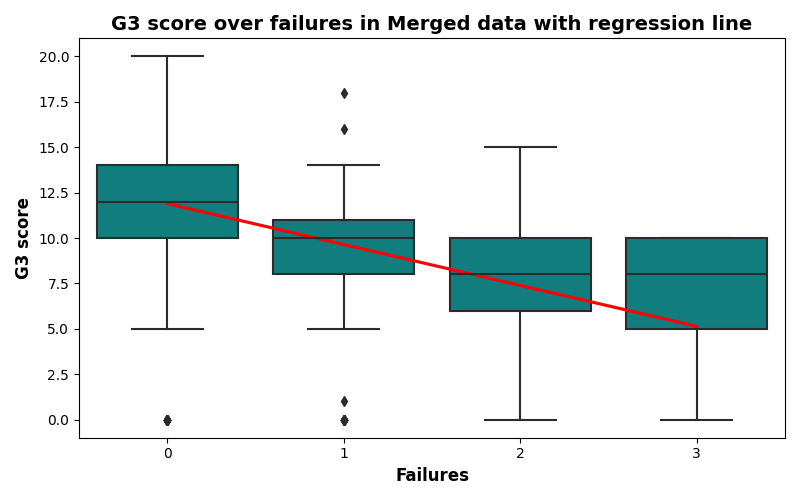 G3 score over failures in Merged data with regression line
20.0
17.5
15.0
12.5
10.0
7.5
5.0
2.5
0.0
G3 score
0 1 2 3
Failures